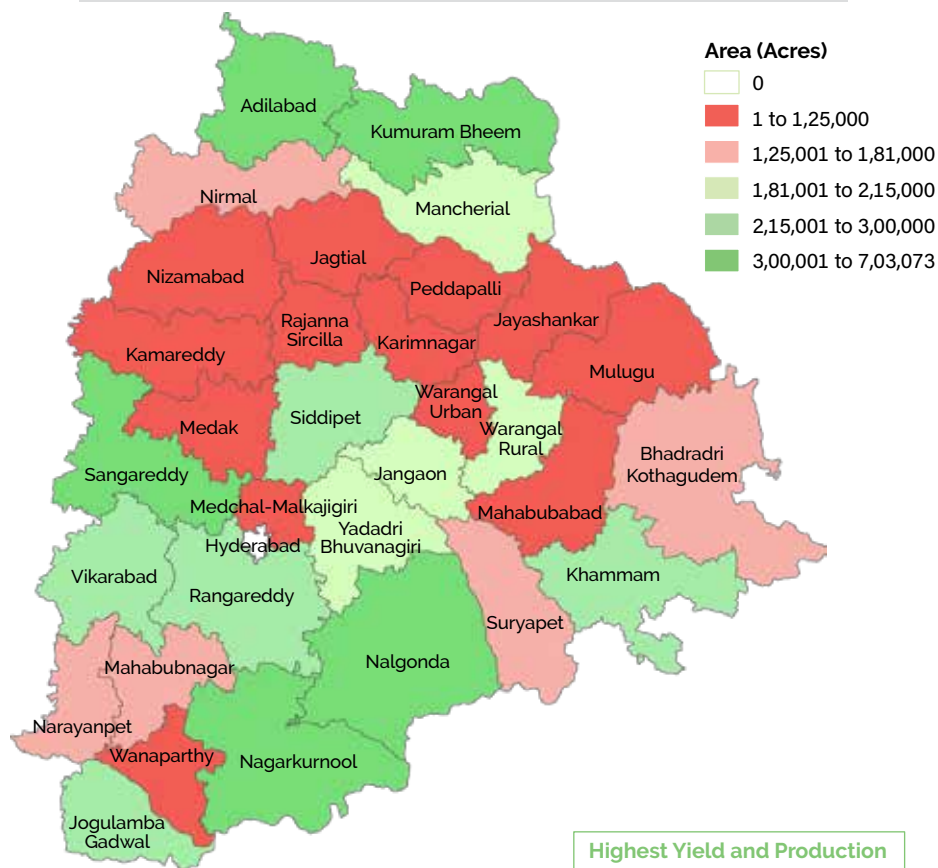 Area (Acres)
0
1 to 1,25,000
1,25,001 to 1,81,000
1,81,001 to 2,15,000
2,15,001 to 3,00,000
3,00,001 to 7,03,073
Adilabad
Kumuram Bheem
Nirmal
Mancherial
Jagtial
Nizamabad
Peddapalli
Rajanna
Sircilla
Jayashankar
Karimnagar
Kamareddy
Mulugu
Warangal
Urban
Siddipet
Medak
Warangal
Rural
Bhadradri
Kothagudem
Sangareddy
Jangaon
Medchal-Malkajigiri
Mahabubabad
Yadadri
Bhuvanagiri
Hyderabad
Vikarabad
Khammam
Rangareddy
Suryapet
Nalgonda
Mahabubnagar
Narayanpet
Wanaparthy
Nagarkurnool
Jogulamba
Gadwal
Highest Yield and Production